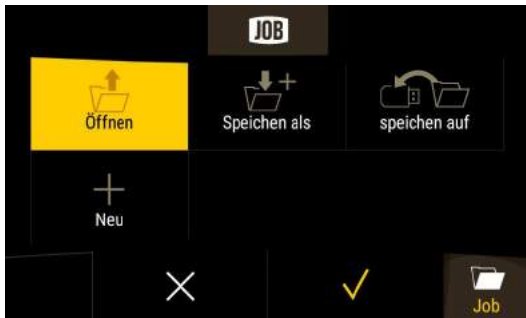 JOB
Öffnen
Speichen als
speichen auf
Neu
Job